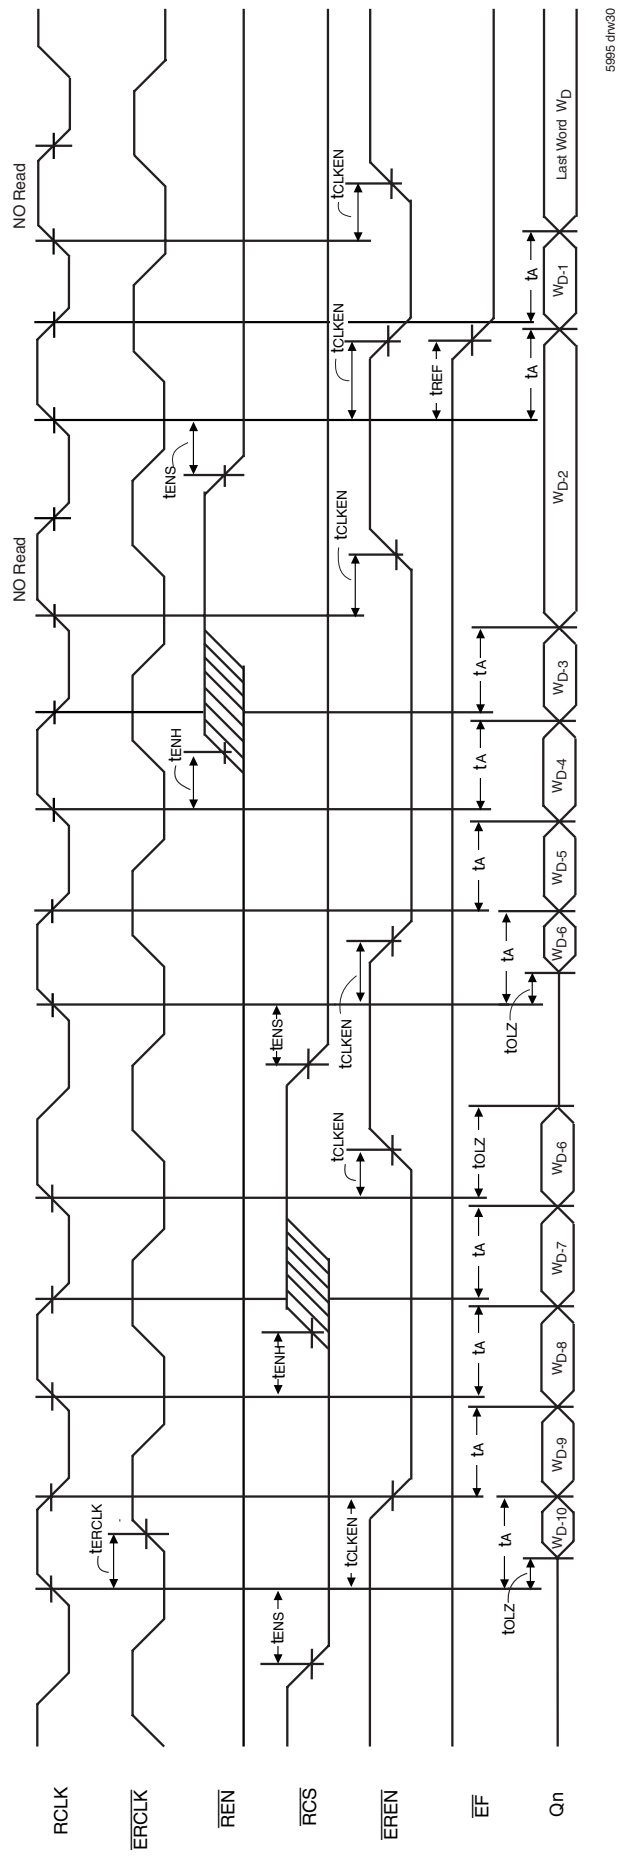 NO Read
NO Read
RCLK
tERCLK
ERCLK
tENH
tENS
REN
tENS
tENH
tENS
RCS
tCLKEN
tCLKEN
tCLKEN
tCLKEN
tCLKEN
tCLKEN
EREN
tREF
EF
tA
tA
tA
tOLZ
tA
tA
tA
tOLZ
tA
tOLZ
tA
tA
tA
Qn
WD-10
WD-9
WD-8
WD-7
WD-6
WD-6
WD-5
WD-4
WD-3
WD-2
WD-1
Last Word WD
5995 drw30